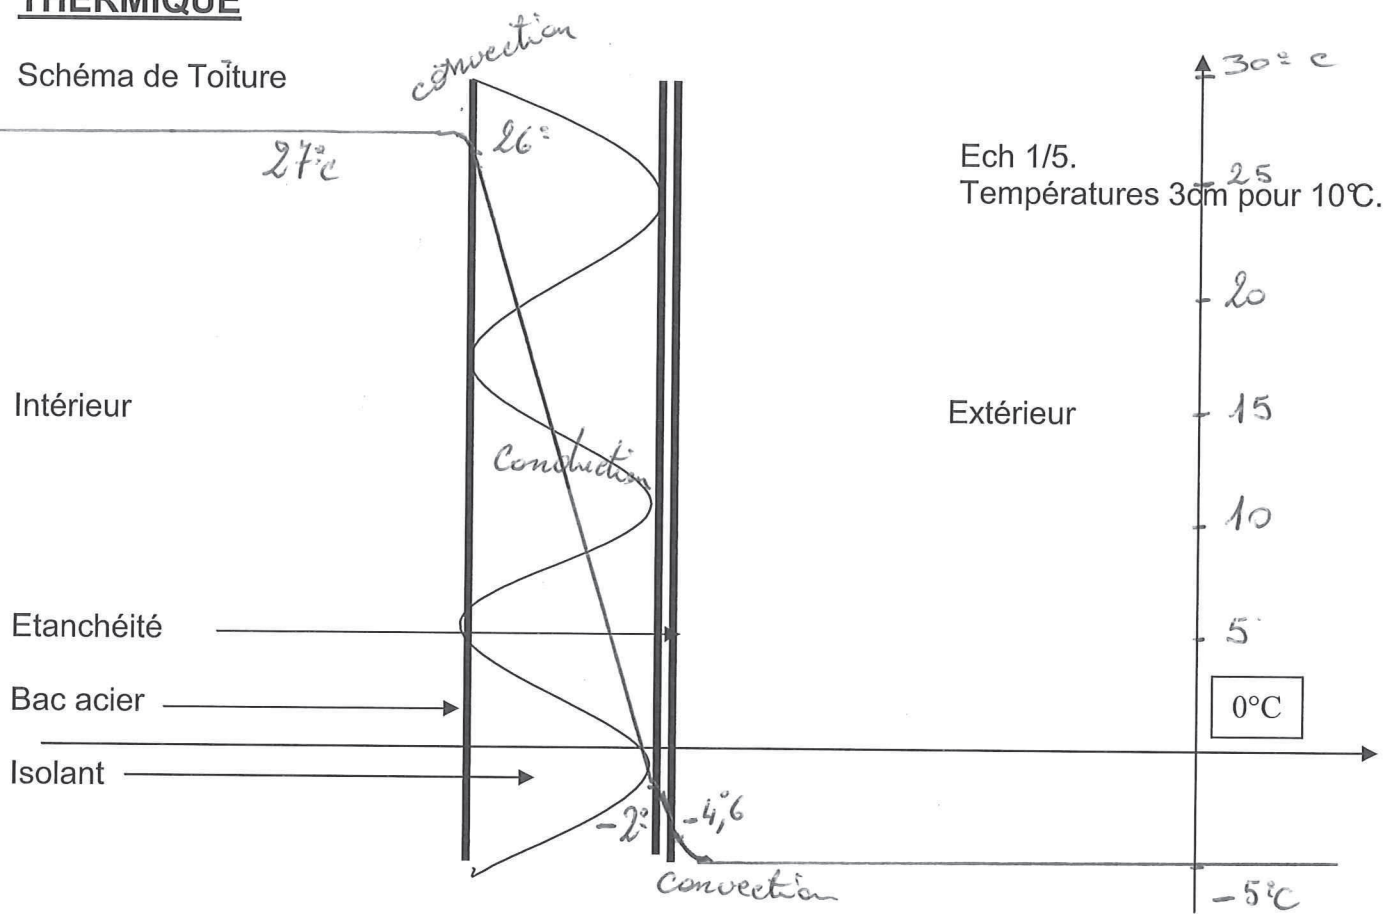 THERMIQUE
convection
Schéma de Toiture
30° c
27°c
26°
Ech 1/5.
25
Températures 3cm pour 10°C.
20
Intérieur
Extérieur
15
Conduction
10
Etanchéité
5
Bac acier
0°C
Isolant
-2°
-4,°6
convection
-5°C